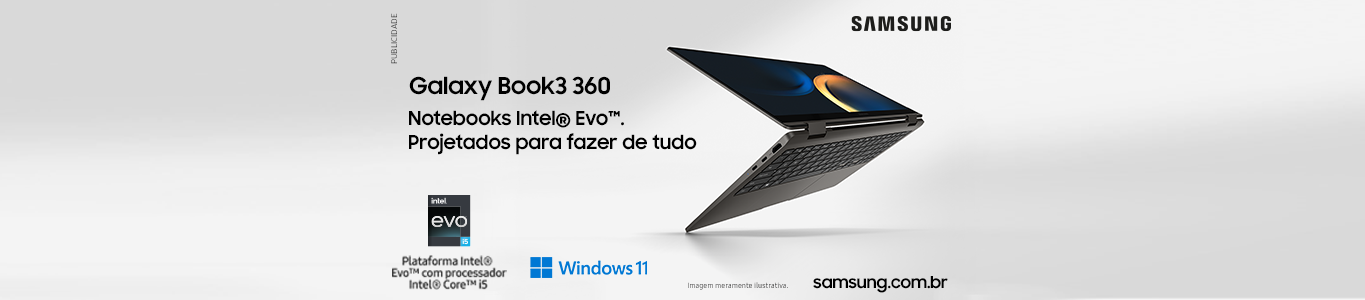 PUBLICIDADE
SAMSUNG
Galaxy Book3 360
Notebooks Intel® Evo™.
Projetados para fazer de tudo
intel
evo
i5
Plataforma Intel®
Evo™ com processador
Intel® Core™ i5
Windows 11
Imagem meramente ilustrativa.
samsung.com.br